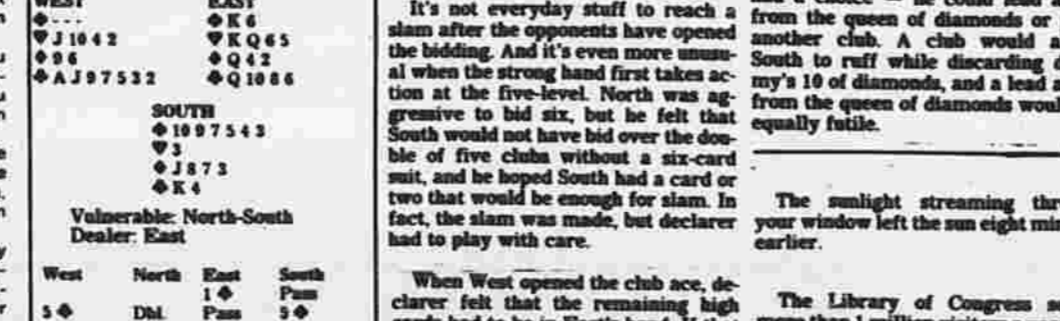 WEST EAST
♠--- ♠K 6
♥J 10 4 2 ♥K Q 6 5
♦9 6 ♦Q 4 2
♣A J 9 7 5 3 2 ♣Q 10 8 6
SOUTH
♠10 9 7 5 4 3
♥3
♦J 8 7 3
♣K 4
Vulnerable: North-South
Dealer: East
West North East South
1♣ Pass
5♣ Dbl. Pass 5♠
It's not everyday stuff to reach a
slam after the opponents have opened
the bidding. And it's even more unusu-
al when the strong hand first takes ac-
tion at the five-level. North was ag-
gressive to bid six, but he felt that
South would not have bid over the dou-
ble of five clubs without a six-card
suit, and he hoped South had a card or
two that would be enough for slam. In
fact, the slam was made, but declarer
had to play with care.
When West opened the club ace, de-
clarer felt that the remaining high
from the queen of diamonds or
another club. A club would a
South to ruff while discarding d
my's 10 of diamonds, and a lead a
from the queen of diamonds wou
equally futile.
The sunlight streaming thr
your window left the sun eight min
earlier.
The Library of Congress